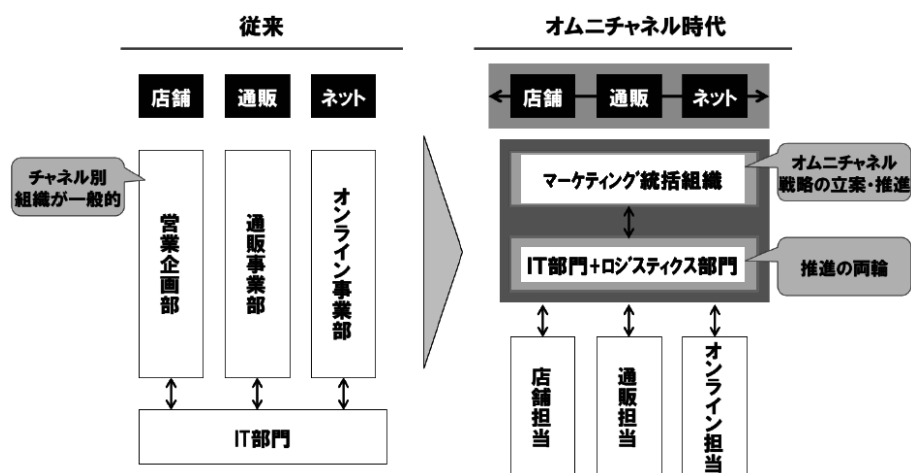 従来
店舗
通販
ネット
チャネル別
組織が一般的
営業企画部
通販事業部
オンライン事業部
IT部門
オムニチャネル時代
店舗
通販
ネット
マーケティング統括組織
オムニチャネル
戦略の立案・推進
IT部門+ロジスティクス部門
推進の両輪
店舗担当
通販担当
オンライン担当